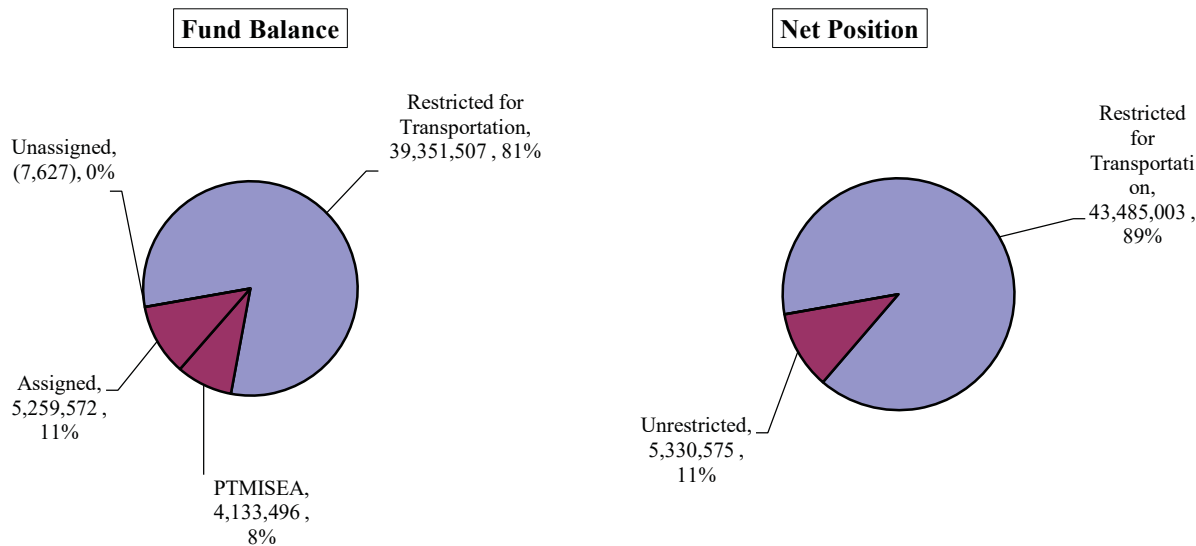 Fund Balance
Restricted for
Transportation,
39,351,507 , 81%
Unassigned,
(7,627), 0%
Assigned,
5,259,572 ,
11%
PTMISEA,
4,133,496 ,
8%
Net Position
Restricted
for
Transportati
on,
43,485,003 ,
89%
Unrestricted,
5,330,575 ,
11%